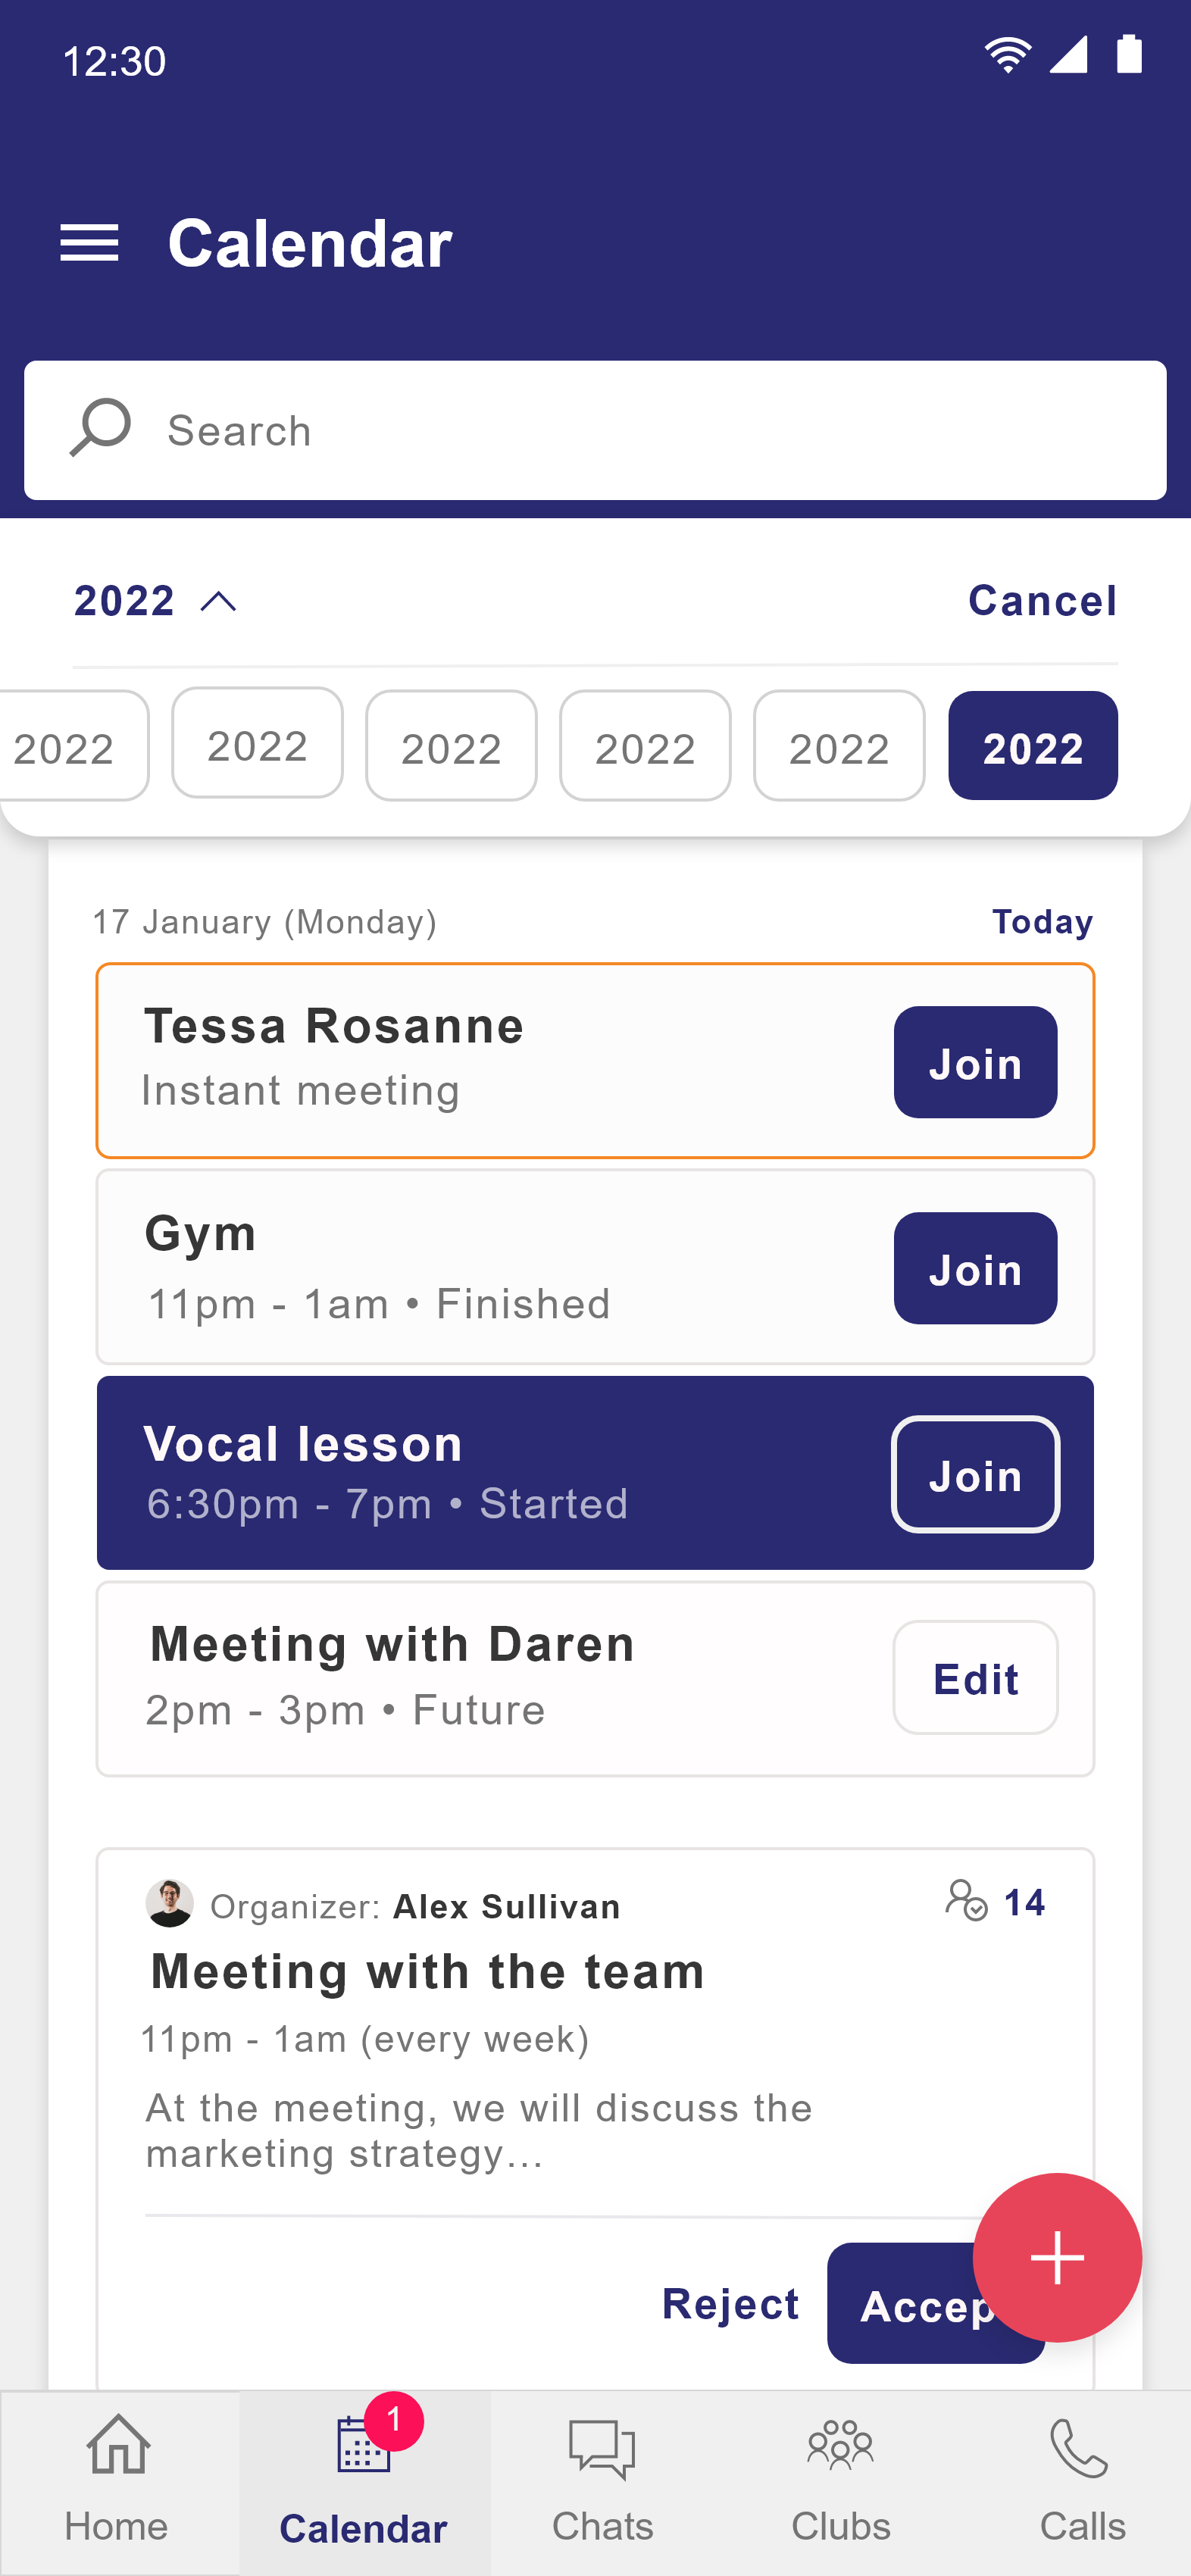 12:30
Calendar
Search
2022
Cancel
2022 2022 2022 2022 2022 2022
17 January (Monday)
Today
Tessa Rosanne
Instant meeting
Join
Gym
11pm - 1am • Finished
Join
Vocal lesson
6:30pm - 7pm • Started
Join
Meeting with Daren
2pm - 3pm • Future
Edit
Organizer: Alex Sullivan
14
Meeting with the team
11pm - 1am (every week)
At the meeting, we will discuss the
marketing strategy...
Reject
Accep
1
Home
Calendar
Chats
Clubs
Calls